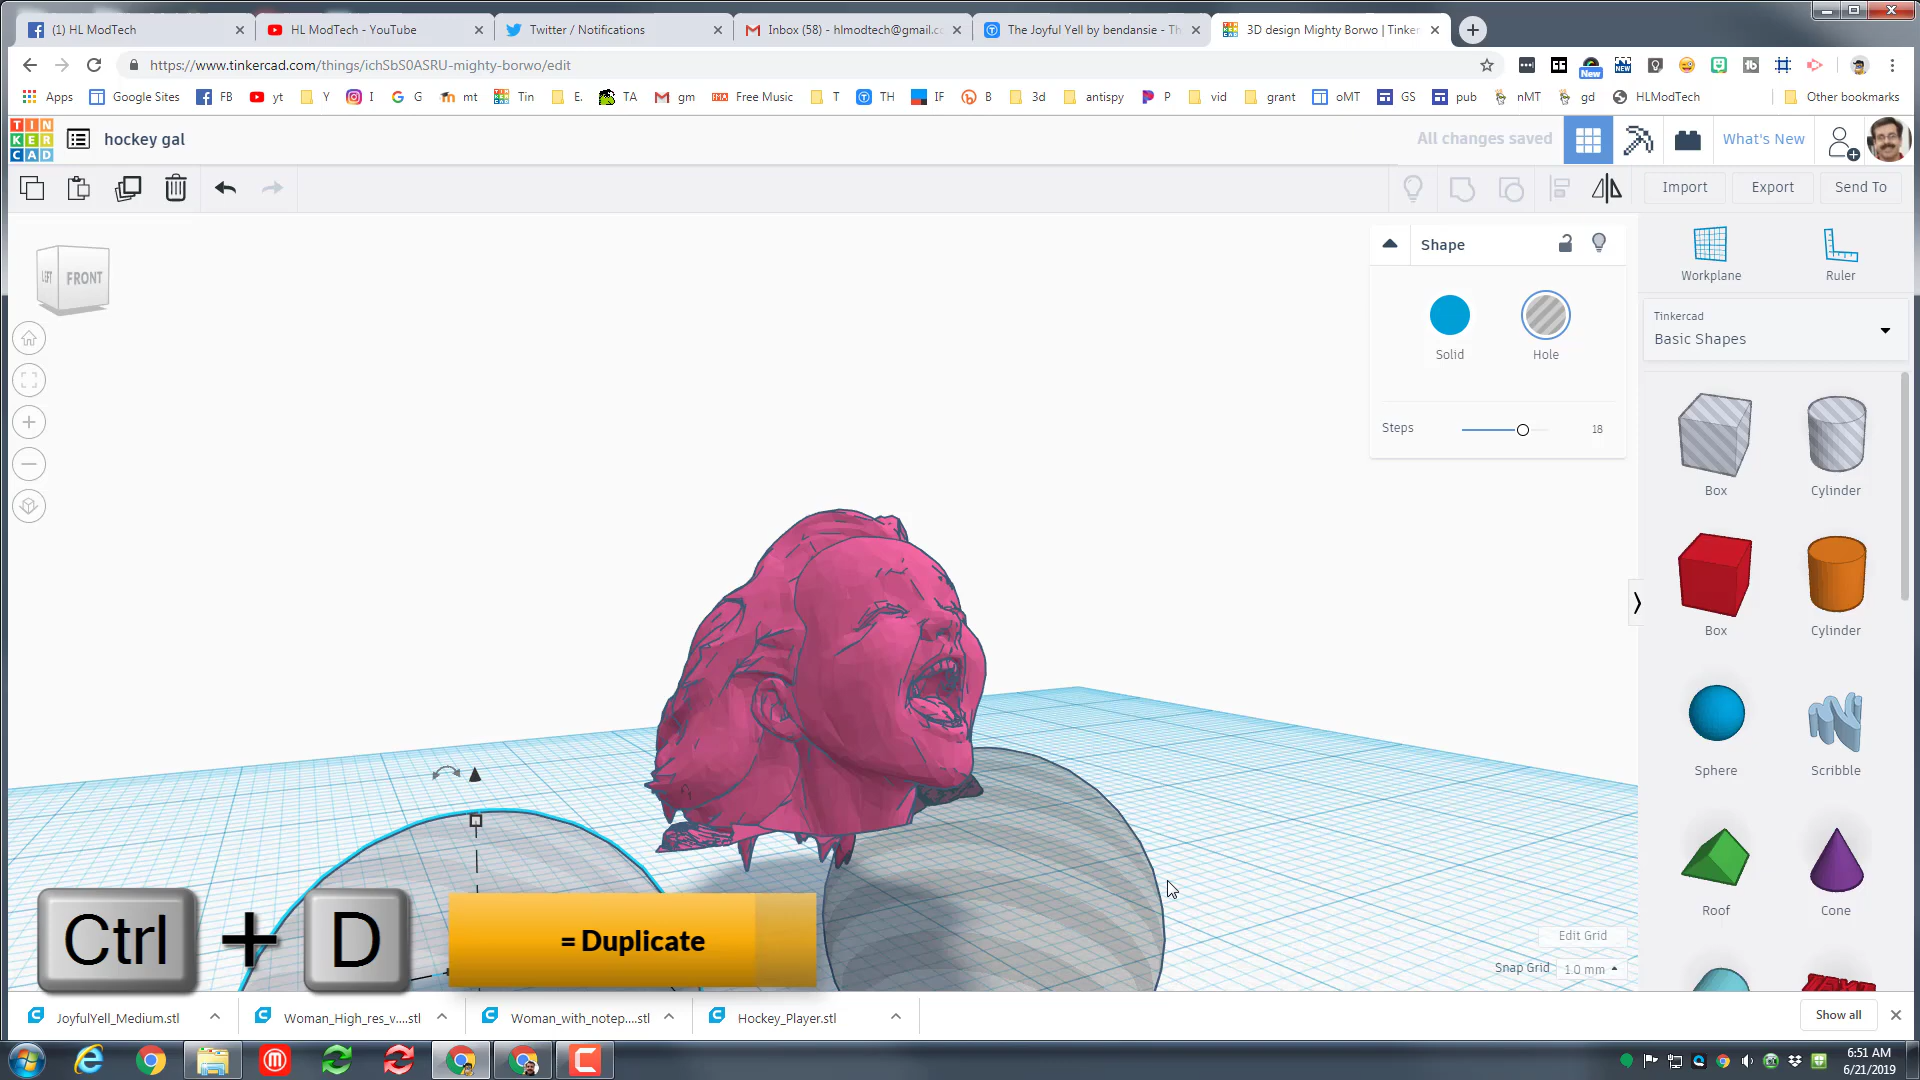 (1) HL ModTech
HL ModTech - YouTube
Twitter / Notifications
Inbox (58) - hlmodtech@gmail.c
The Joyful Yell by bendansie - Th
3D design Mighty Borwo | Tinker
https://www.tinkercad.com/things/ichSbS0ASRU-mighty-borwo/edit
New
NEW
Apps Google Sites FB yt Y I G mt Tin E. TA gm Free Music T TH IF B 3d antispy P vid grant oMT GS pub nMT gd HLModTech Other bookmarks
TIN
KER
CAD
hockey gal
All changes saved
What's New
Import
Export
Send To
LEFT FRONT
Shape
Solid
Hole
Steps 18
Workplane
Ruler
Tinkercad
Basic Shapes
Box
Cylinder
Box
Cylinder
Sphere
Scribble
Roof
Cone
Edit Grid
Snap Grid 1.0 mm
Ctrl + D = Duplicate
JoyfulYell_Medium.stl
Woman_High_res_v....stl
Woman_with_notep....stl
Hockey_Player.stl
Show all
6:51 AM
6/21/2019